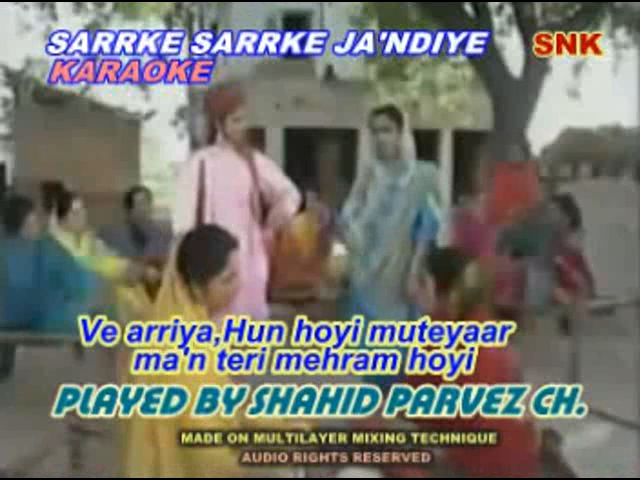 SARRKE SARRKE JA'NDIYE
SNK
KARAOKE
Ve arriya,Hun hoyi muteyaar
ma'n teri mehram hoyi
PLAYED BY SHAHID PARVEZ CH.
MADE ON MULTILAYER MIXING TECHNIQUE
AUDIO RIGHTS RESERVED